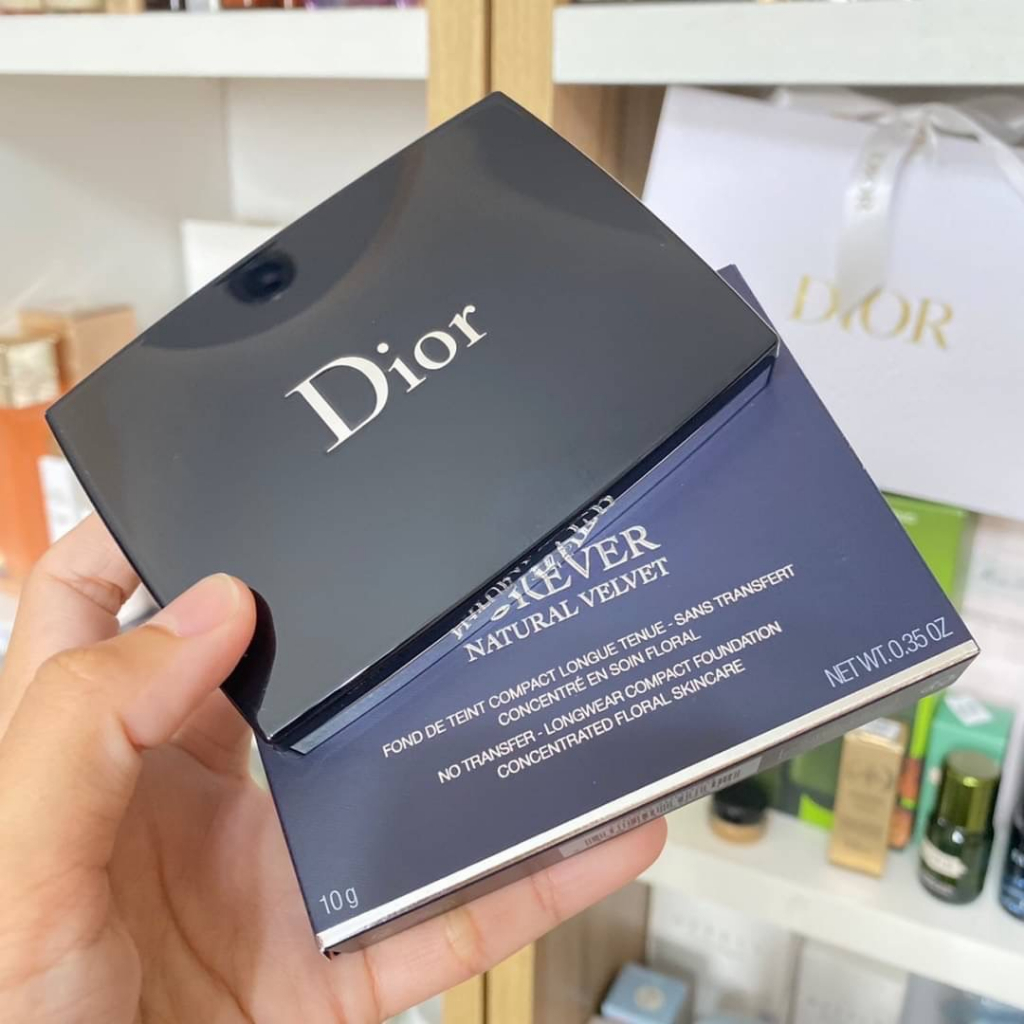 Dior
DIOR
NATURAL VELVET
FOND DE TEINT COMPACT LONGUE TENUE - SANS TRANSFERT
CONCENTRÉ EN SOIN FLORAL
NO TRANSFER - LONGWEAR COMPACT FOUNDATION
CONCENTRATED FLORAL SKINCARE
10 g
NET WT. 0.35 OZ